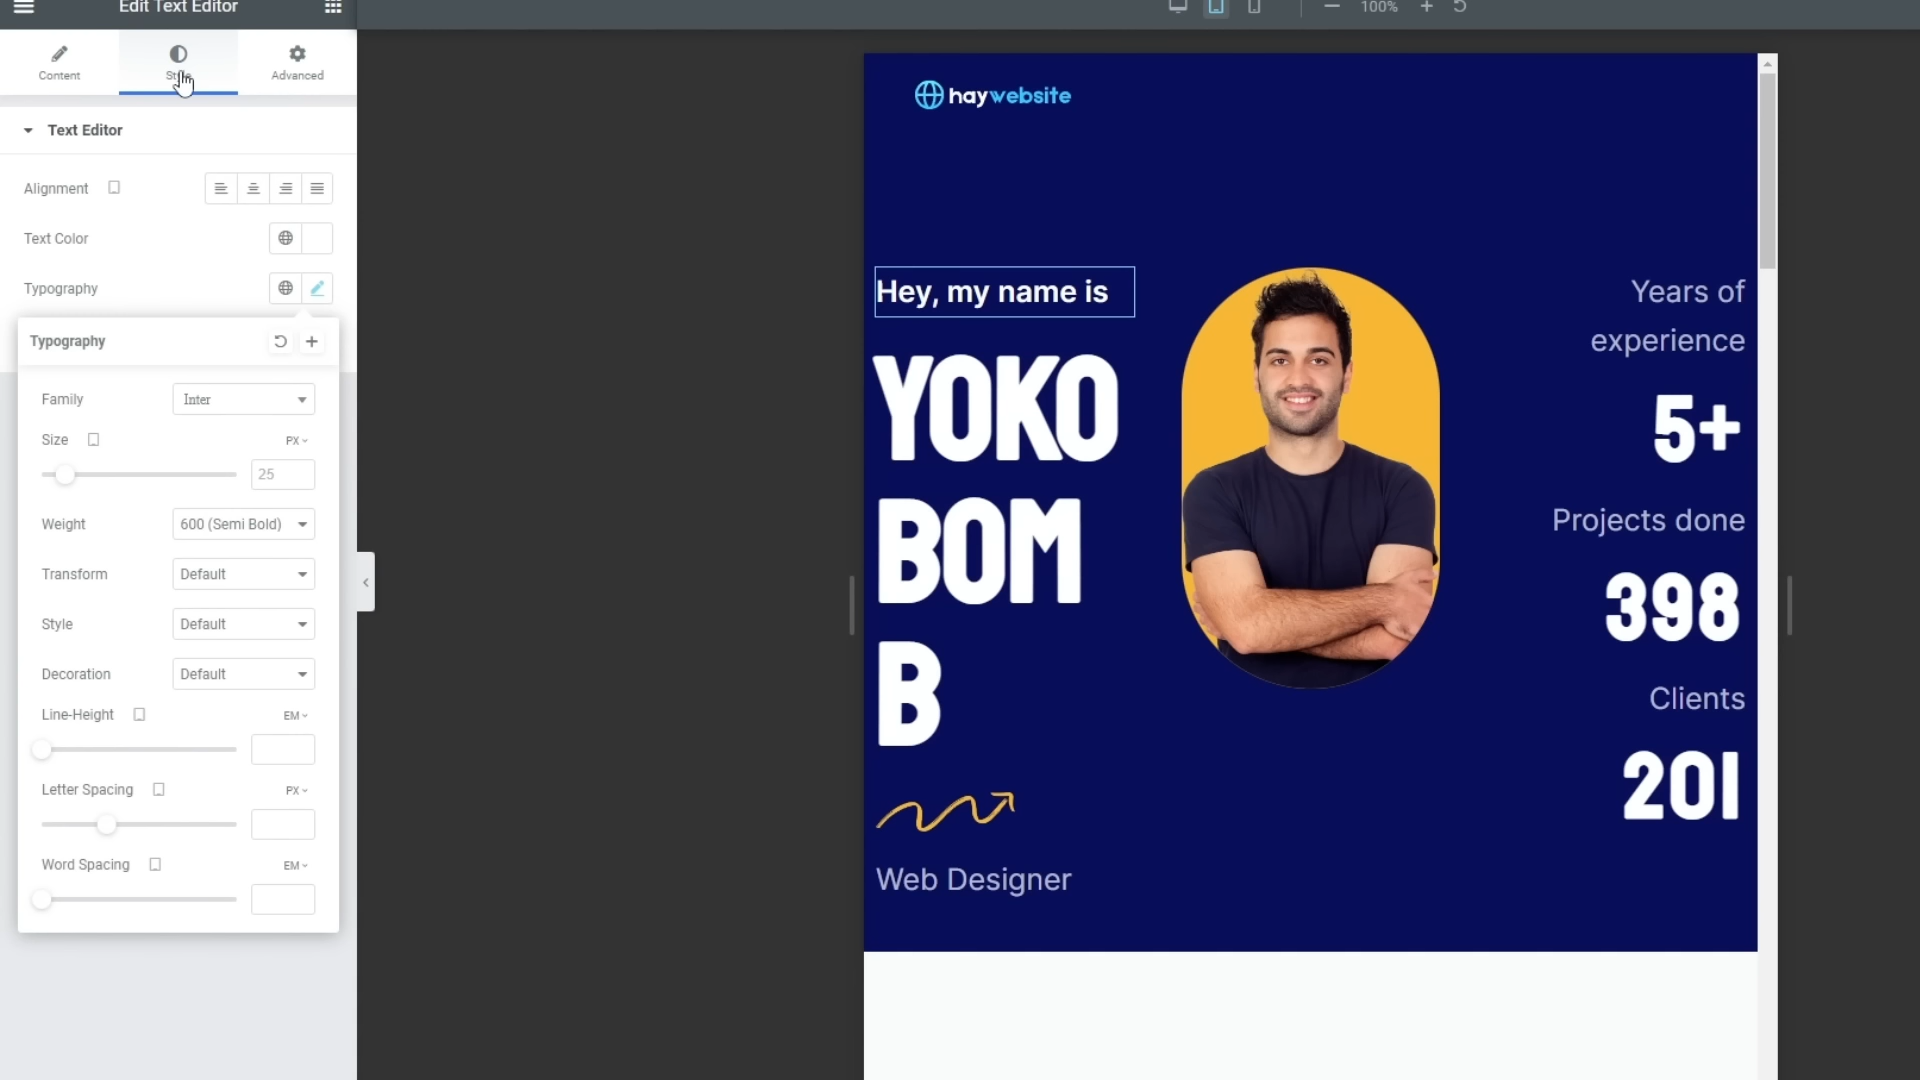 Edit Text Editor
100%
Content
Style
Advanced
Text Editor
Alignment
Text Color
Typography
Typography
Family
Inter
Size
PX
25
Weight
600 (Semi Bold)
Transform
Default
Style
Default
Decoration
Default
Line-Height
EM
Letter Spacing
PX
Word Spacing
EM
haywebsite
Hey, my name is
YOKO
BOM
B
Web Designer
Years of
experience
5+
Projects done
398
Clients
201